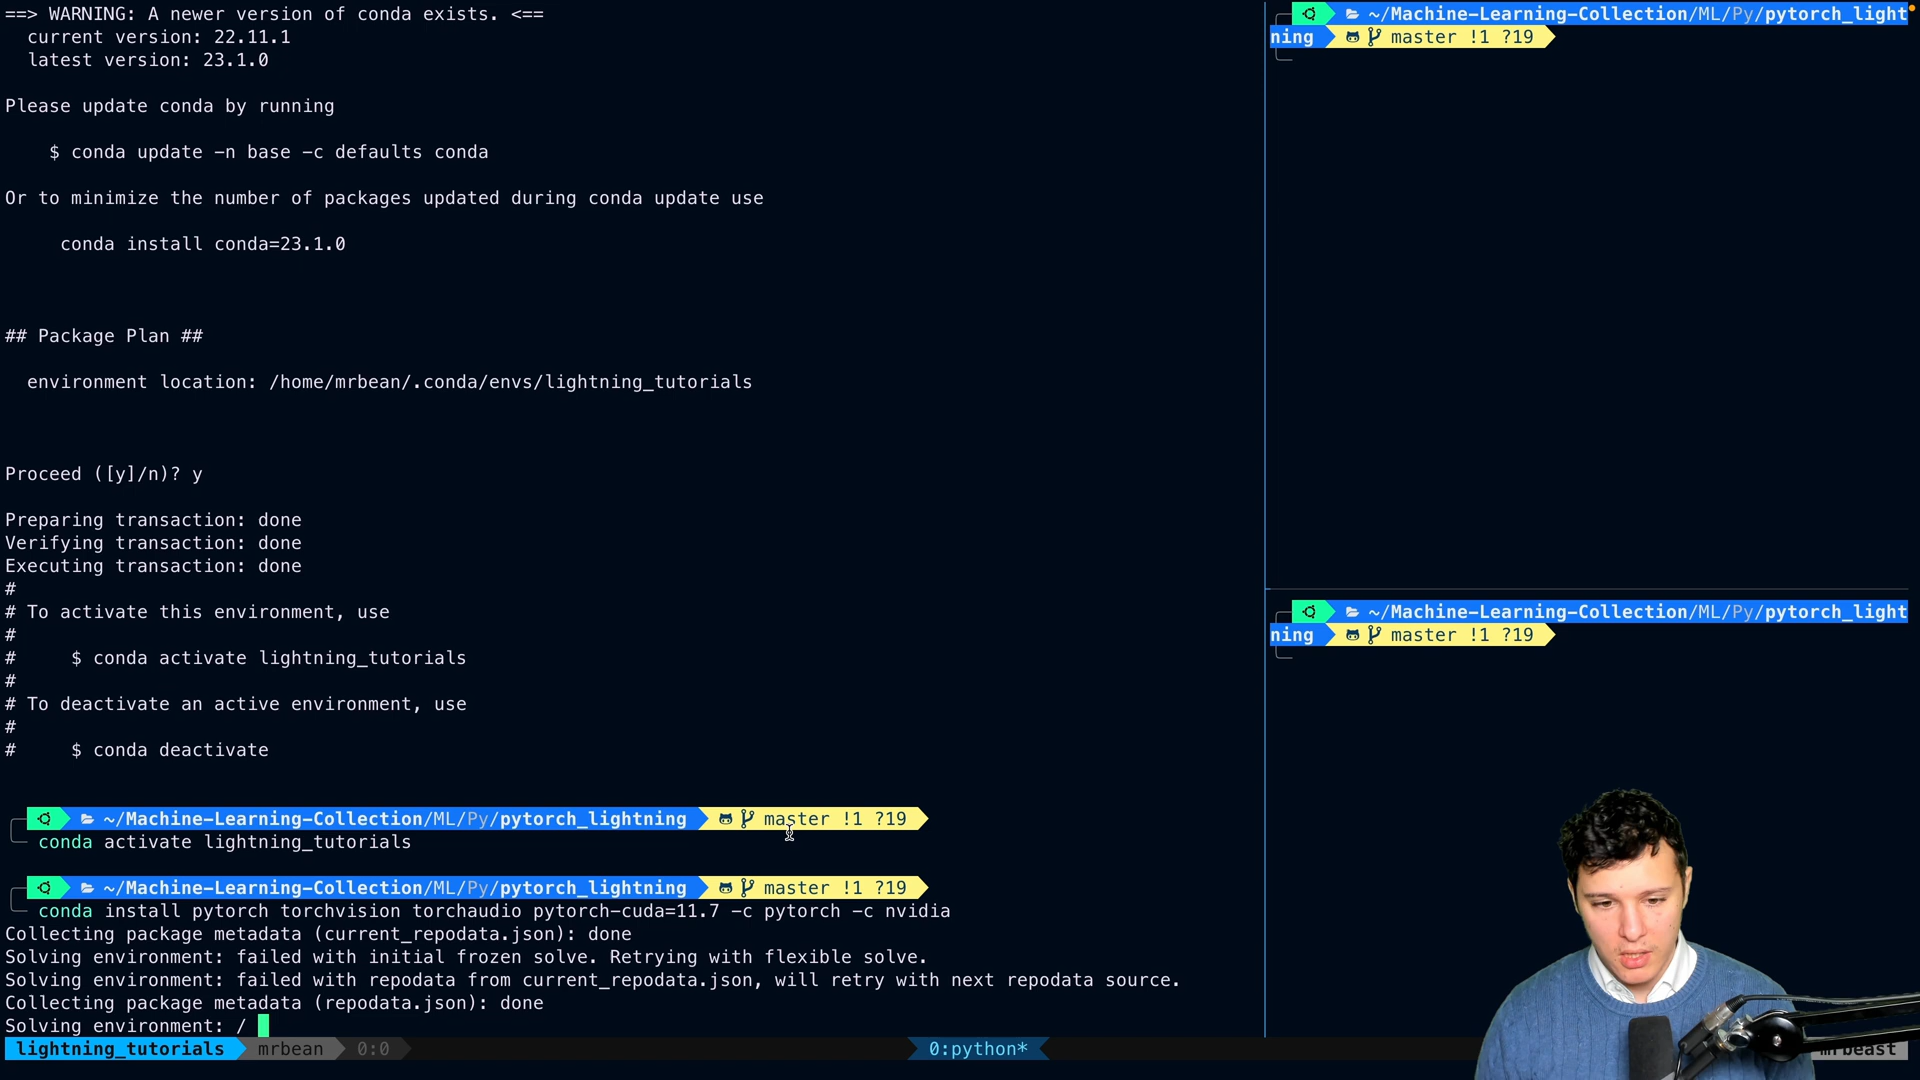 ==> WARNING: A newer version of conda exists. <==
current version: 22.11.1
latest version: 23.1.0
Please update conda by running
$ conda update -n base -c defaults conda
Or to minimize the number of packages updated during conda update use
conda install conda=23.1.0
## Package Plan ##
environment location: /home/mrbean/.conda/envs/lightning_tutorials
Proceed ([y]/n)? y
Preparing transaction: done
Verifying transaction: done
Executing transaction: done
#
# To activate this environment, use
#
#     $ conda activate lightning_tutorials
#
# To deactivate an active environment, use
#
#     $ conda deactivate
~/Machine-Learning-Collection/ML/Py/pytorch_lightning master !1 ?19
conda activate lightning_tutorials
~/Machine-Learning-Collection/ML/Py/pytorch_lightning master !1 ?19
conda install pytorch torchvision torchaudio pytorch-cuda=11.7 -c pytorch -c nvidia
Collecting package metadata (current_repodata.json): done
Solving environment: failed with initial frozen solve. Retrying with flexible solve.
Solving environment: failed with repodata from current_repodata.json, will retry with next repodata source.
Collecting package metadata (repodata.json): done
Solving environment: /
~/Machine-Learning-Collection/ML/Py/pytorch_light
ning master !1 ?19
~/Machine-Learning-Collection/ML/Py/pytorch_light
ning master !1 ?19
lightning_tutorials mrbean 0:0 0:python* mrbeast